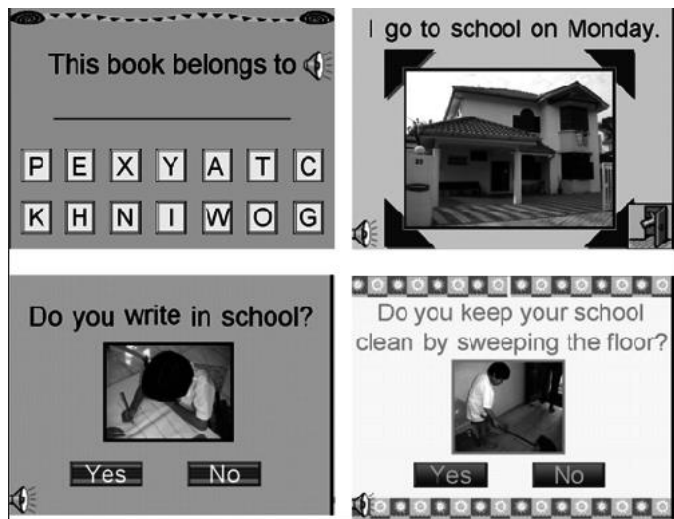 This book belongs to
P E X Y A T C
K H N I W O G
I go to school on Monday.
Do you write in school?
Yes No
Do you keep your school
clean by sweeping the floor?
Yes No